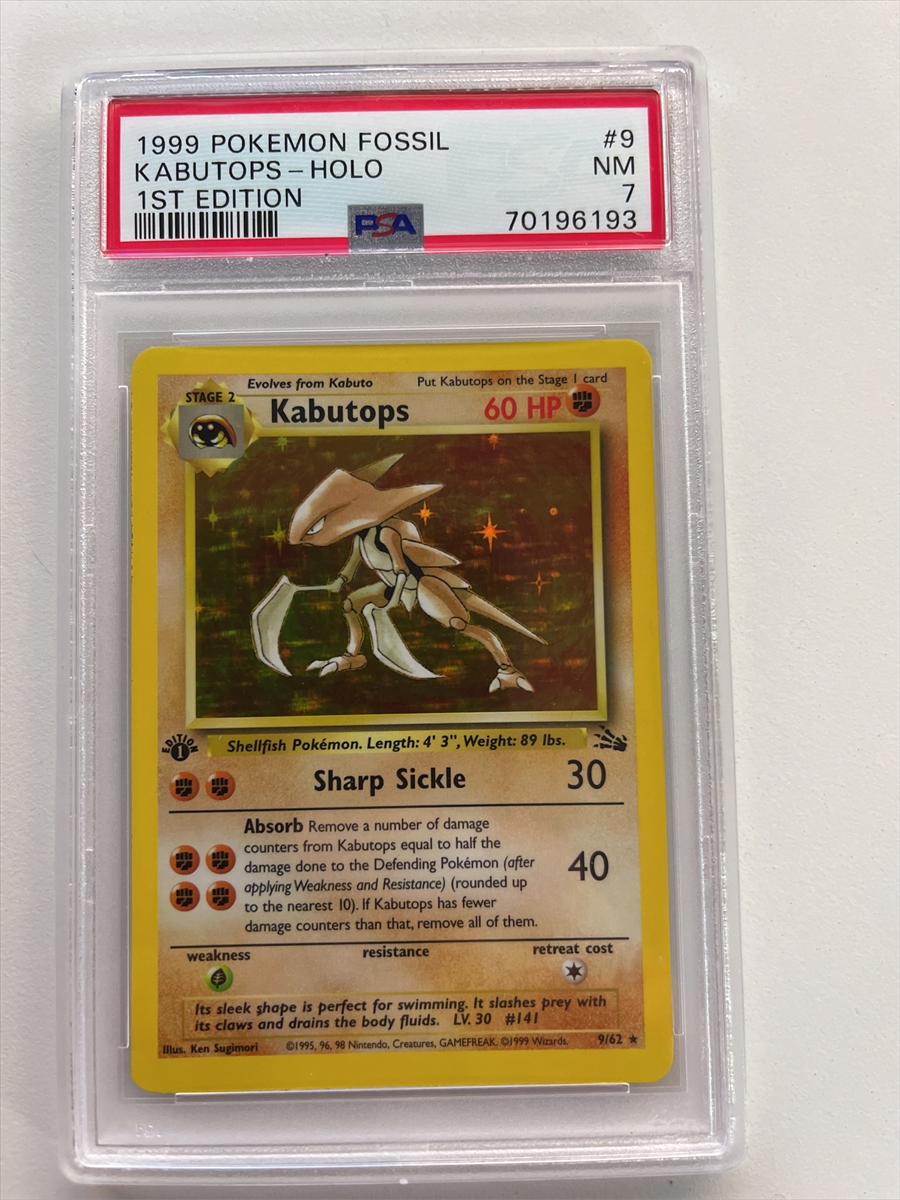 1999 POKEMON FOSSIL #9
KABUTOPS - HOLO NM
1ST EDITION 7
PSA 70196193
Evolves from Kabuto Put Kabutops on the Stage 1 card
STAGE 2
Kabutops 60 HP
EDITION 1
Shellfish Pokémon. Length: 4' 3", Weight: 89 lbs.
Sharp Sickle 30
Absorb Remove a number of damage
counters from Kabutops equal to half the
damage done to the Defending Pokémon (after
applying Weakness and Resistance) (rounded up
to the nearest 10). If Kabutops has fewer
damage counters than that, remove all of them.
40
weakness resistance retreat cost
Its sleek shape is perfect for swimming. It slashes prey with
its claws and drains the body fluids. LV. 30 #141
Illus. Ken Sugimori ©1995, 96, 98 Nintendo, Creatures, GAMEFREAK. ©1999 Wizards. 9/62 ★